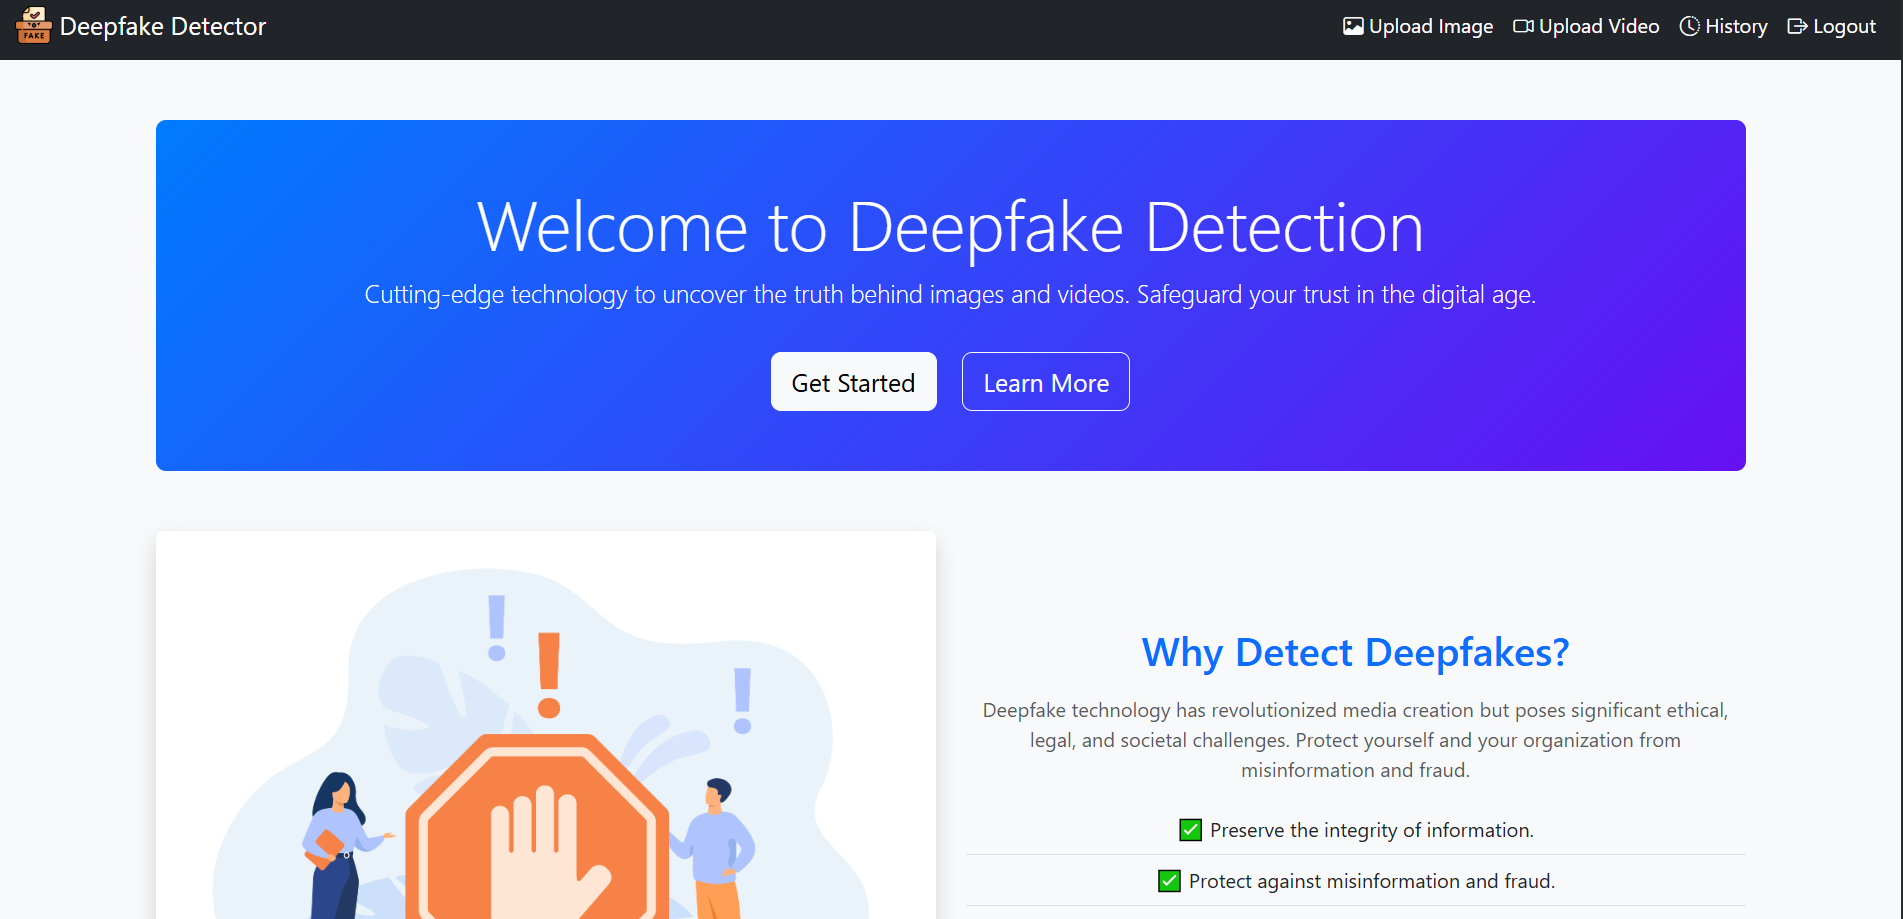 FAKE
Deepfake Detector
Upload Image
Upload Video
History
Logout
Welcome to Deepfake Detection
Cutting-edge technology to uncover the truth behind images and videos. Safeguard your trust in the digital age.
Get Started
Learn More
Why Detect Deepfakes?
Deepfake technology has revolutionized media creation but poses significant ethical,
legal, and societal challenges. Protect yourself and your organization from
misinformation and fraud.
✅ Preserve the integrity of information.
✅ Protect against misinformation and fraud.